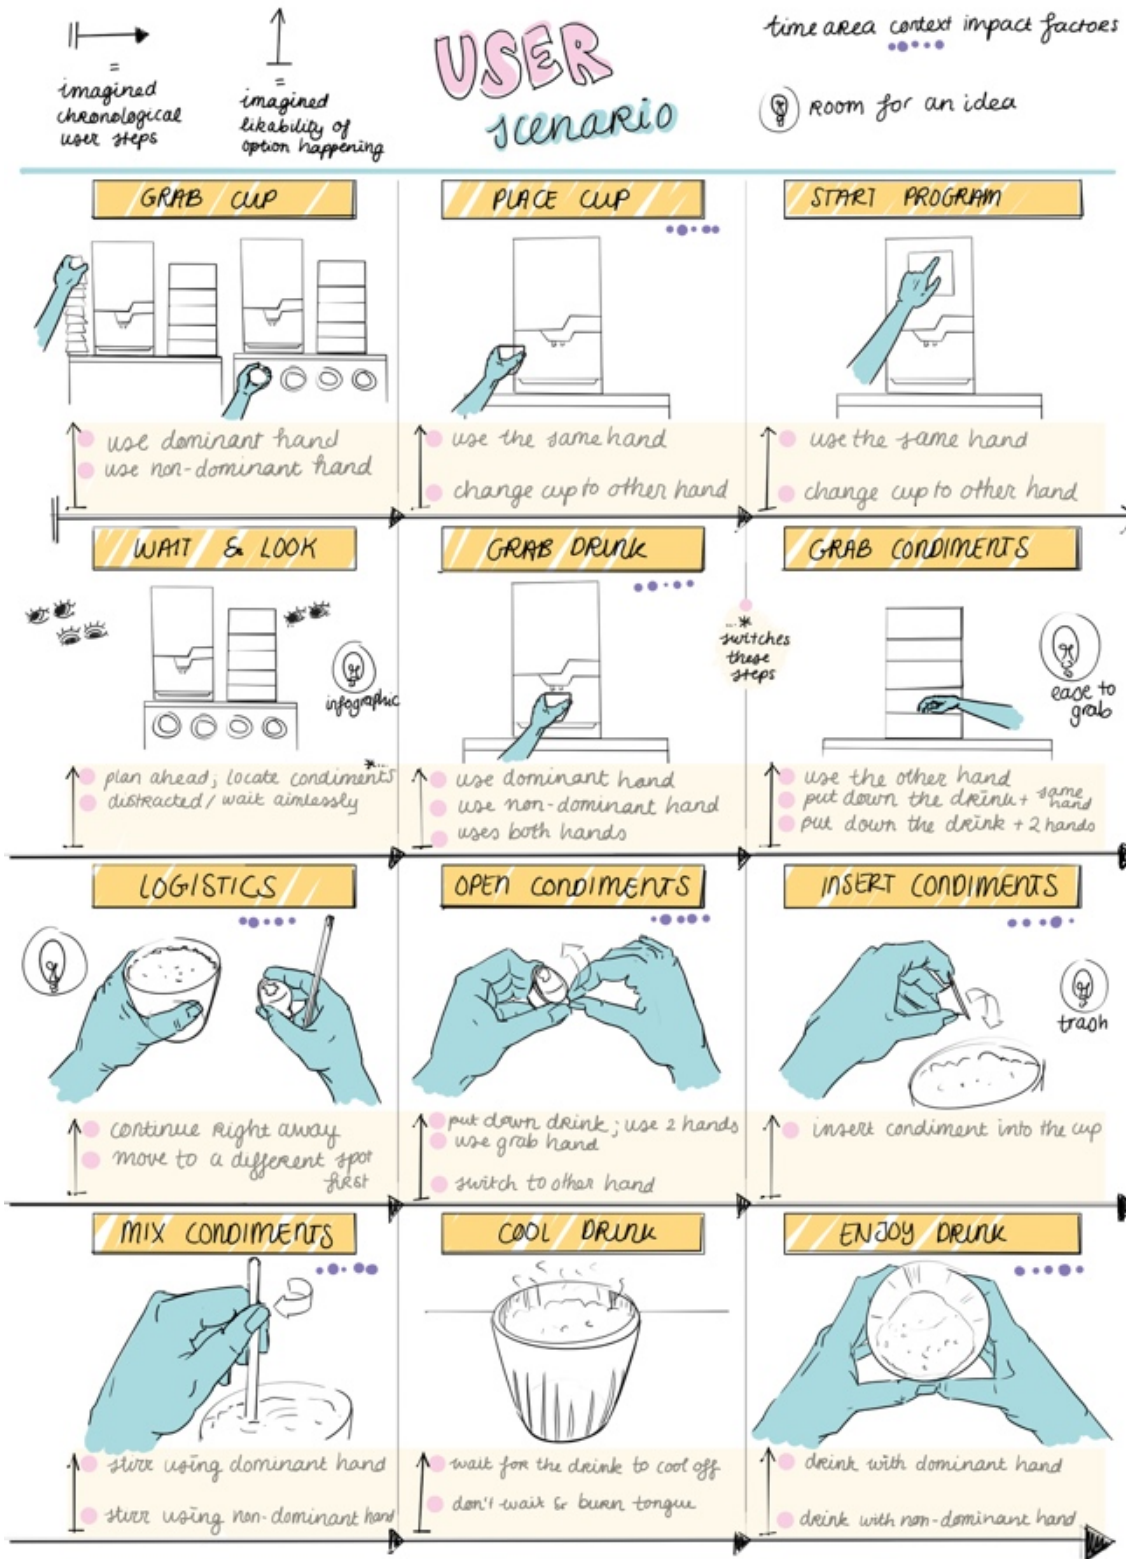 =
imagined
chronological
user steps
=
imagined
likability of
option happening
USER
scenario
time area context impact factors
ROOM for an idea
GRAB CUP
PLACE CUP
START PROGRAM
use dominant hand
use non-dominant hand
use the same hand
change cup to other hand
use the same hand
change cup to other hand
WAIT & LOOK
GRAB DRINK
GRAB CONDIMENTS
infographic
...*
switches
these
steps
ease to
grab
*...
plan ahead; locate condiments
distracted/ wait aimlessly
use dominant hand
use non-dominant hand
uses both hands
use the other hand
put down the drink + same
hand
put down the drink + 2 hands
LOGISTICS
OPEN CONDIMENTS
INSERT CONDIMENTS
trash
continue right away
move to a different spot
first
put down drink; use 2 hands
use grab hand
switch to other hand
insert condiment into the cup
MIX CONDIMENTS
COOL DRINK
ENJOY DRINK
stirr using dominant hand
stirr using non-dominant hand
wait for the drink to cool off
don't wait & burn tongue
drink with dominant hand
drink with non-dominant hand